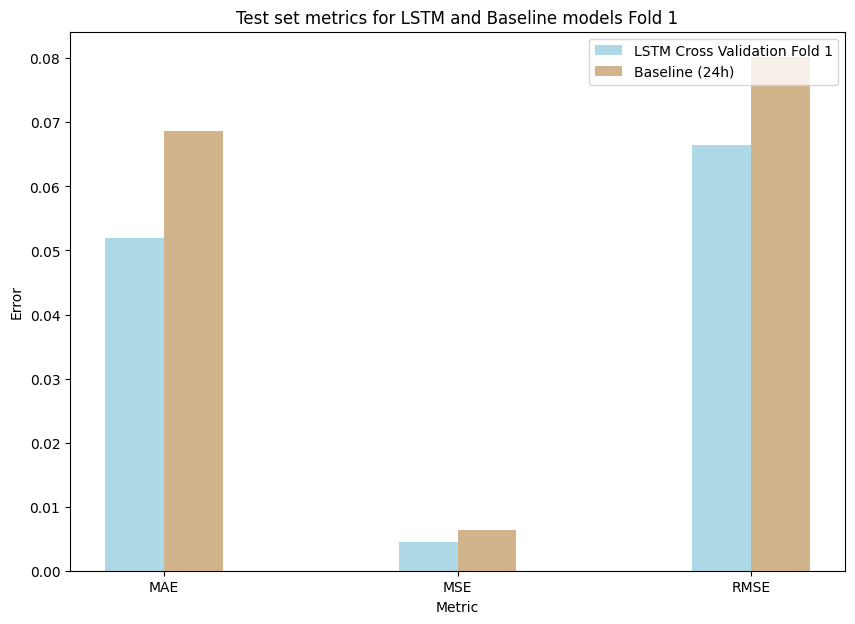 Test set metrics for LSTM and Baseline models Fold 1
LSTM Cross Validation Fold 1
Baseline (24h)
0.08
0.07
0.06
0.05
0.04
0.03
0.02
0.01
0.00
Error
MAE
MSE
RMSE
Metric